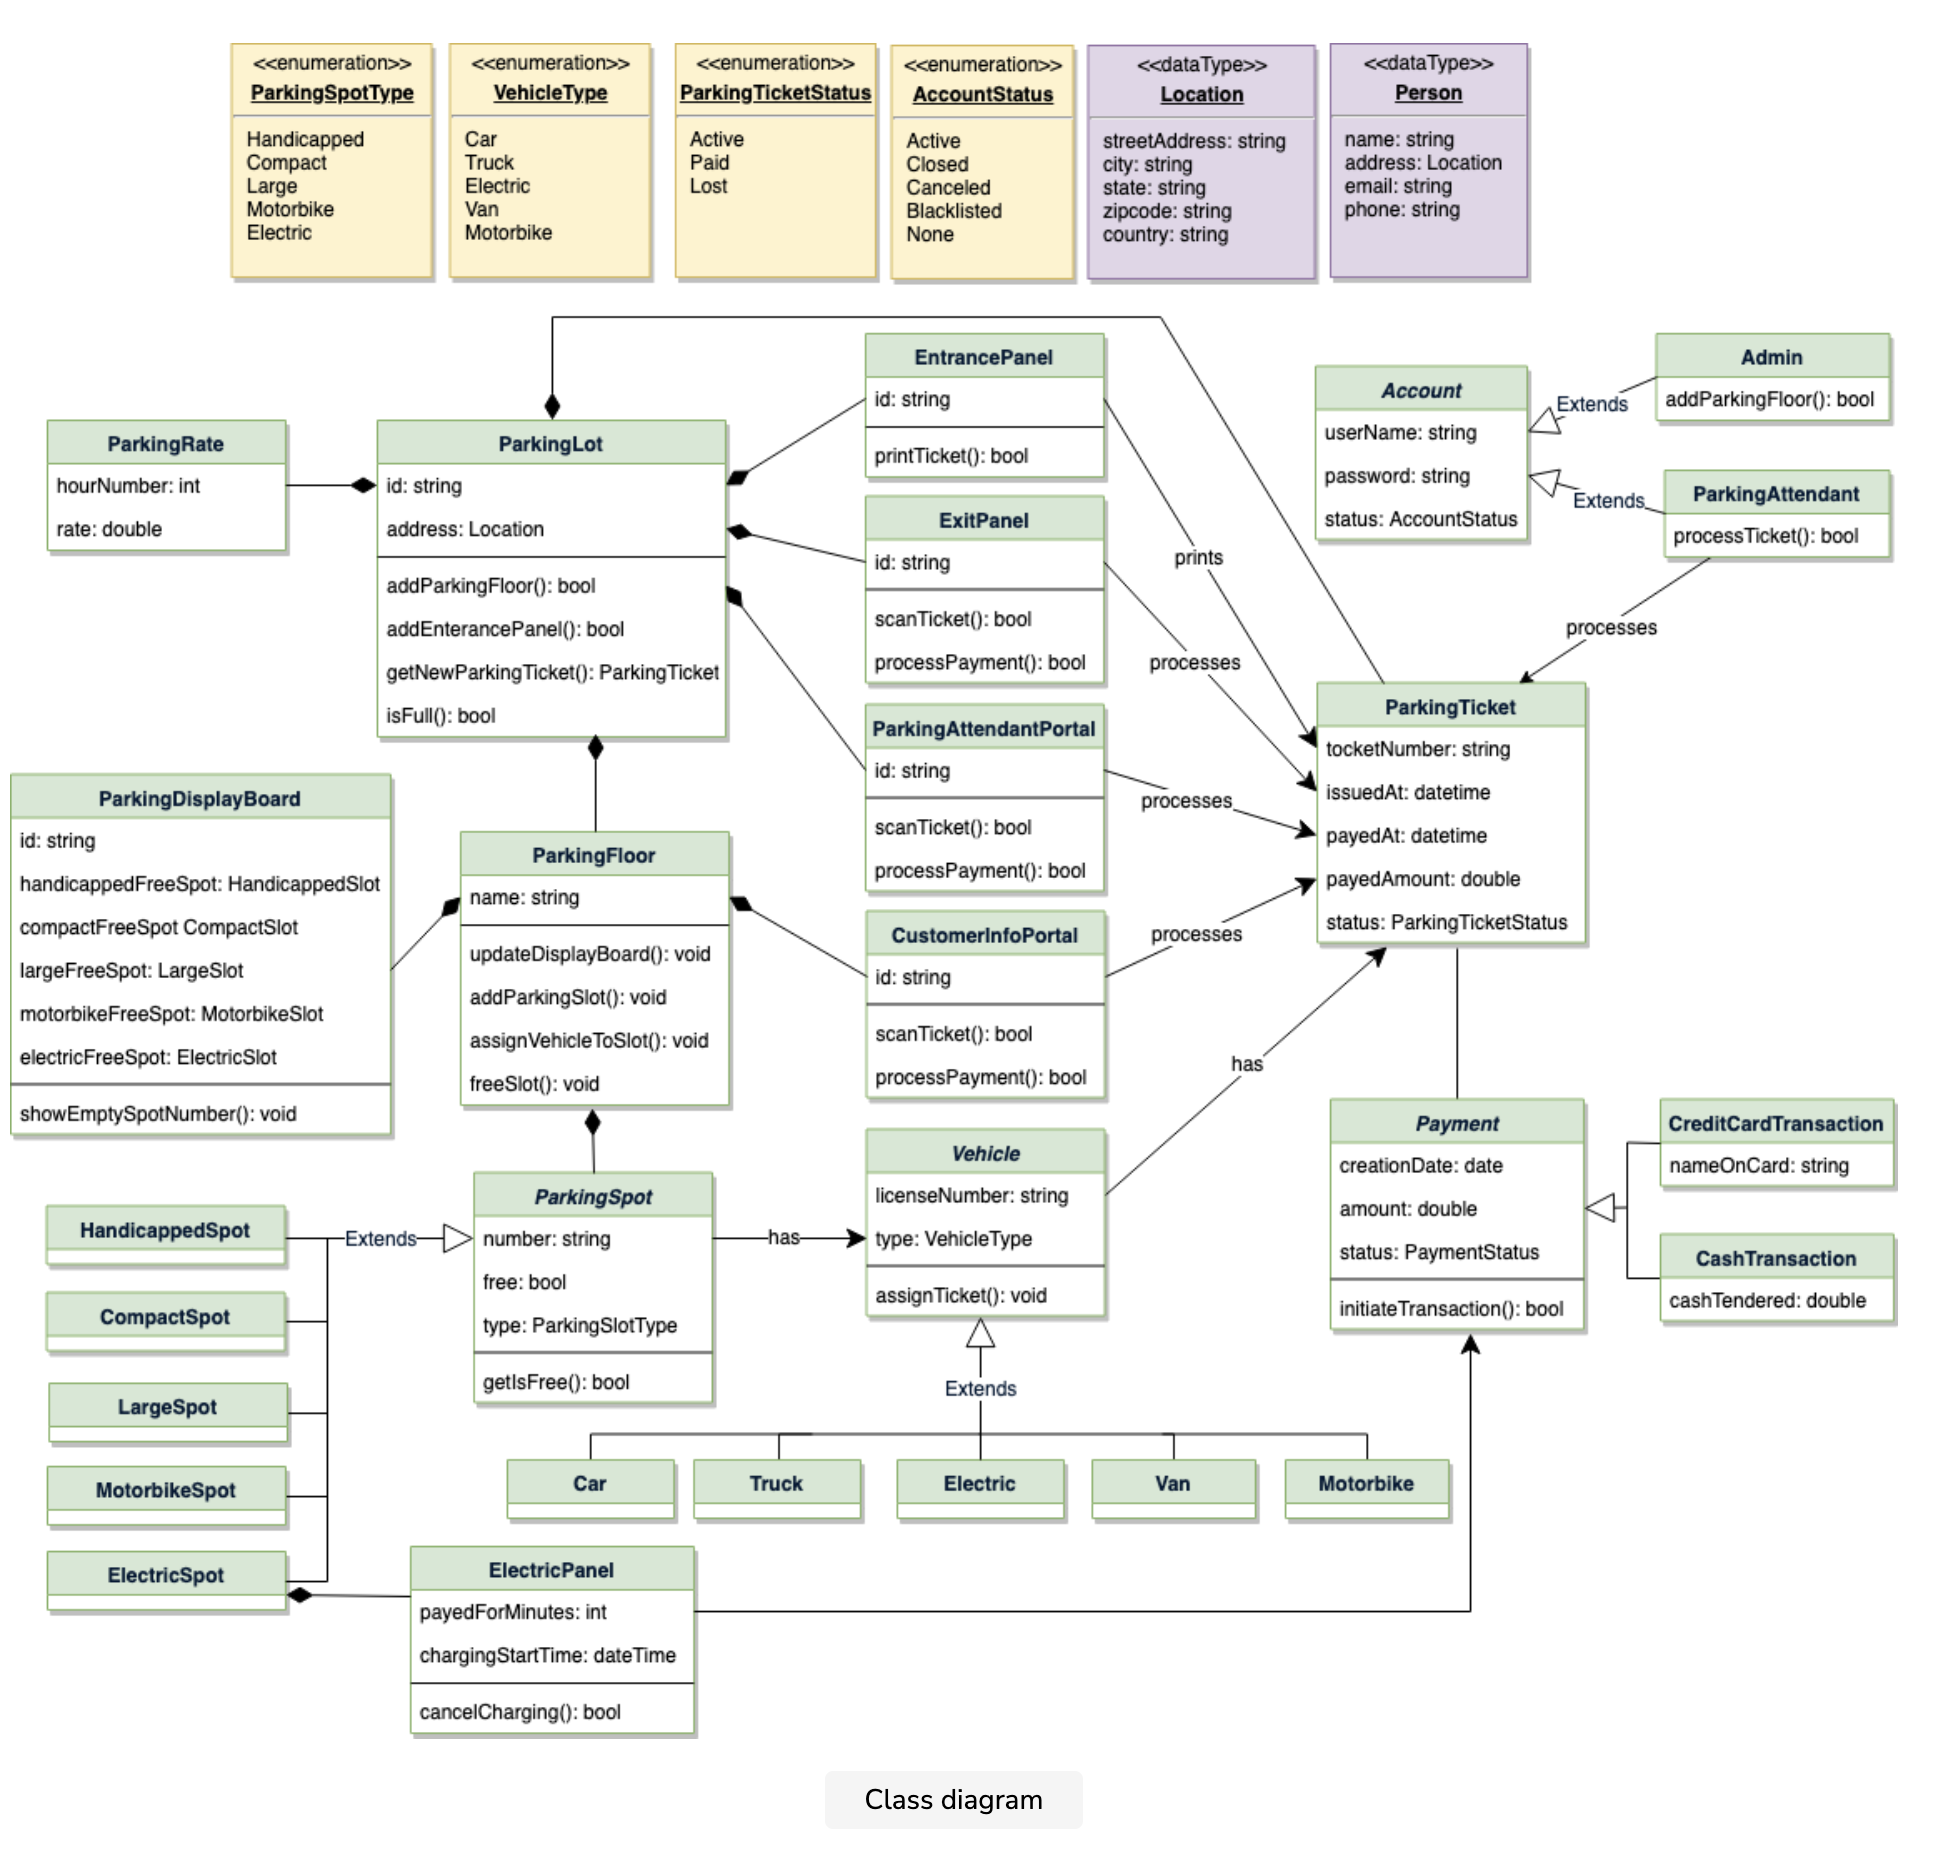 <<enumeration>>
ParkingSpotType
Handicapped
Compact
Large
Motorbike
Electric
<<enumeration>>
VehicleType
Car
Truck
Electric
Van
Motorbike
<<enumeration>>
ParkingTicketStatus
Active
Paid
Lost
<<enumeration>>
AccountStatus
Active
Closed
Canceled
Blacklisted
None
<<dataType>>
Location
streetAddress: string
city: string
state: string
zipcode: string
country: string
<<dataType>>
Person
name: string
address: Location
email: string
phone: string
ParkingRate
hourNumber: int
rate: double
ParkingLot
id: string
address: Location
addParkingFloor(): bool
addEnterancePanel(): bool
getNewParkingTicket(): ParkingTicket
isFull(): bool
EntrancePanel
id: string
printTicket(): bool
ExitPanel
id: string
scanTicket(): bool
processPayment(): bool
ParkingAttendantPortal
id: string
scanTicket(): bool
processPayment(): bool
prints
processes
processes
processes
Account
userName: string
password: string
status: AccountStatus
Extends
Extends
Admin
addParkingFloor(): bool
ParkingAttendant
processTicket(): bool
processes
ParkingTicket
tocketNumber: string
issuedAt: datetime
payedAt: datetime
payedAmount: double
status: ParkingTicketStatus
ParkingDisplayBoard
id: string
handicappedFreeSpot: HandicappedSlot
compactFreeSpot CompactSlot
largeFreeSpot: LargeSlot
motorbikeFreeSpot: MotorbikeSlot
electricFreeSpot: ElectricSlot
showEmptySpotNumber(): void
ParkingFloor
name: string
updateDisplayBoard(): void
addParkingSlot(): void
assignVehicleToSlot(): void
freeSlot(): void
CustomerInfoPortal
id: string
scanTicket(): bool
processPayment(): bool
has
HandicappedSpot
CompactSpot
LargeSpot
MotorbikeSpot
ElectricSpot
Extends
ParkingSpot
number: string
free: bool
type: ParkingSlotType
getIsFree(): bool
has
Vehicle
licenseNumber: string
type: VehicleType
assignTicket(): void
Extends
Car
Truck
Electric
Van
Motorbike
Payment
creationDate: date
amount: double
status: PaymentStatus
initiateTransaction(): bool
CreditCardTransaction
nameOnCard: string
CashTransaction
cashTendered: double
ElectricPanel
payedForMinutes: int
chargingStartTime: dateTime
cancelCharging(): bool
Class diagram